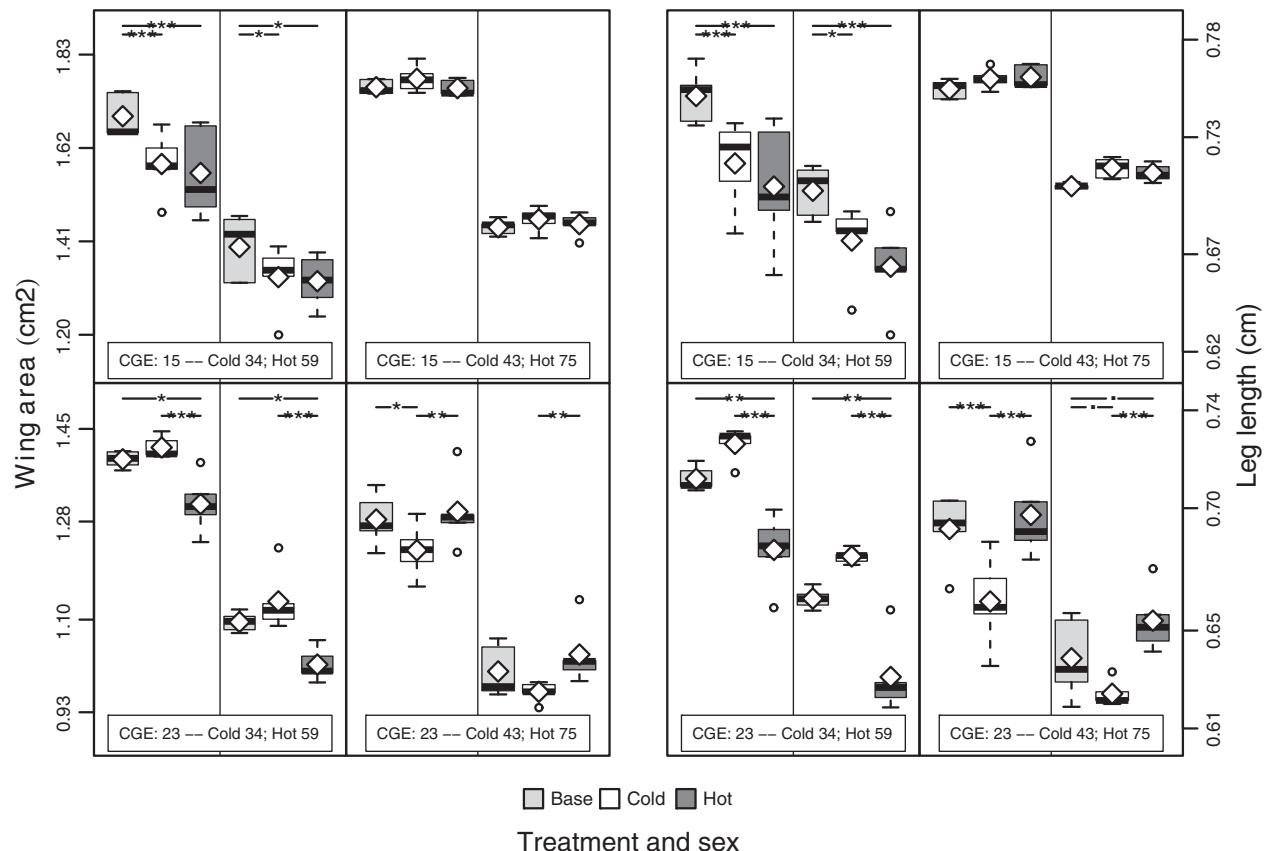 *** * *** ***
*** * *** *
1.83
1.62
1.41
1.20
0.78
0.73
0.67
0.62
CGE: 15 −− Cold 34; Hot 59
CGE: 15 −− Cold 43; Hot 75
CGE: 15 −− Cold 34; Hot 59
CGE: 15 −− Cold 43; Hot 75
Wing area (cm2)
Leg length (cm)
* * ** ** .
*** *** * ** ** *** *** *** *** . ***
1.45
1.28
1.10
0.93
0.74
0.70
0.65
0.61
CGE: 23 −− Cold 34; Hot 59
CGE: 23 −− Cold 43; Hot 75
CGE: 23 −− Cold 34; Hot 59
CGE: 23 −− Cold 43; Hot 75
Base Cold Hot
Treatment and sex